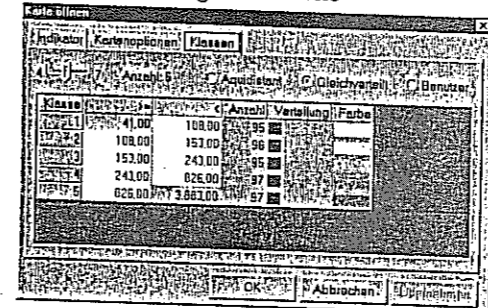 Karte öffnen
Indikator Kartenoptionen Klassen
4 7 Anzahl: 5 Äquidistant Gleichverteilt Benutzer
Klasse >= < Anzahl Verteilung Farbe
1 41,00 108,00 95
2 108,00 153,00 96
3 153,00 243,00 95
4 243,00 626,00 97
5 626,00 3.863,00 97
OK Abbrechen